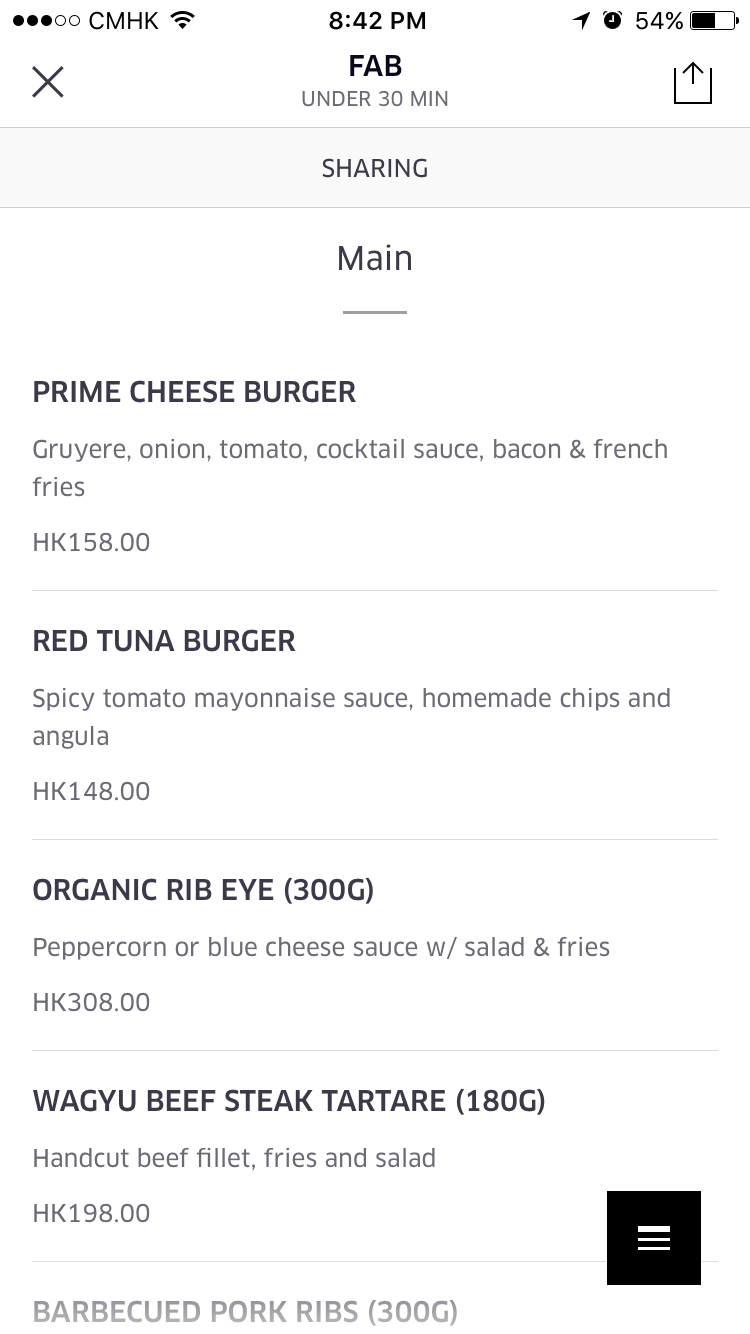 CMHK 8:42 PM 54%
FAB
UNDER 30 MIN
SHARING
Main
PRIME CHEESE BURGER
Gruyere, onion, tomato, cocktail sauce, bacon & french
fries
HK158.00
RED TUNA BURGER
Spicy tomato mayonnaise sauce, homemade chips and
angula
HK148.00
ORGANIC RIB EYE (300G)
Peppercorn or blue cheese sauce w/ salad & fries
HK308.00
WAGYU BEEF STEAK TARTARE (180G)
Handcut beef fillet, fries and salad
HK198.00
BARBECUED PORK RIBS (300G)